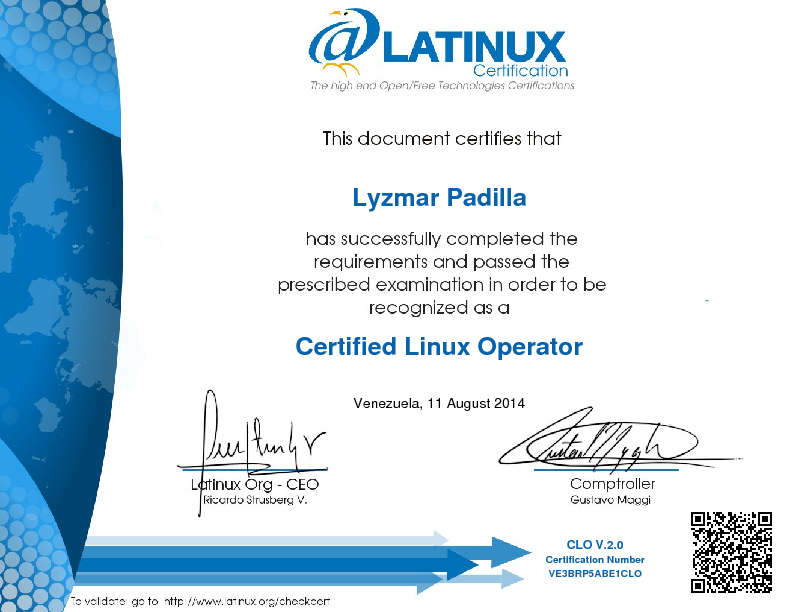 @LATINUX
Certification
The high end Open/Free Technologies Certifications
This document certifies that
Lyzmar Padilla
has successfully completed the
requirements and passed the
prescribed examination in order to be
recognized as a
Certified Linux Operator
Venezuela, 11 August 2014
Latinux Org - CEO
Ricardo Strusberg V.
Comptroller
Gustavo Maggi
CLO V.2.0
Certification Number
VE3BRP5ABE1CLO
To validate go to http://www.latinux.org/checkcert